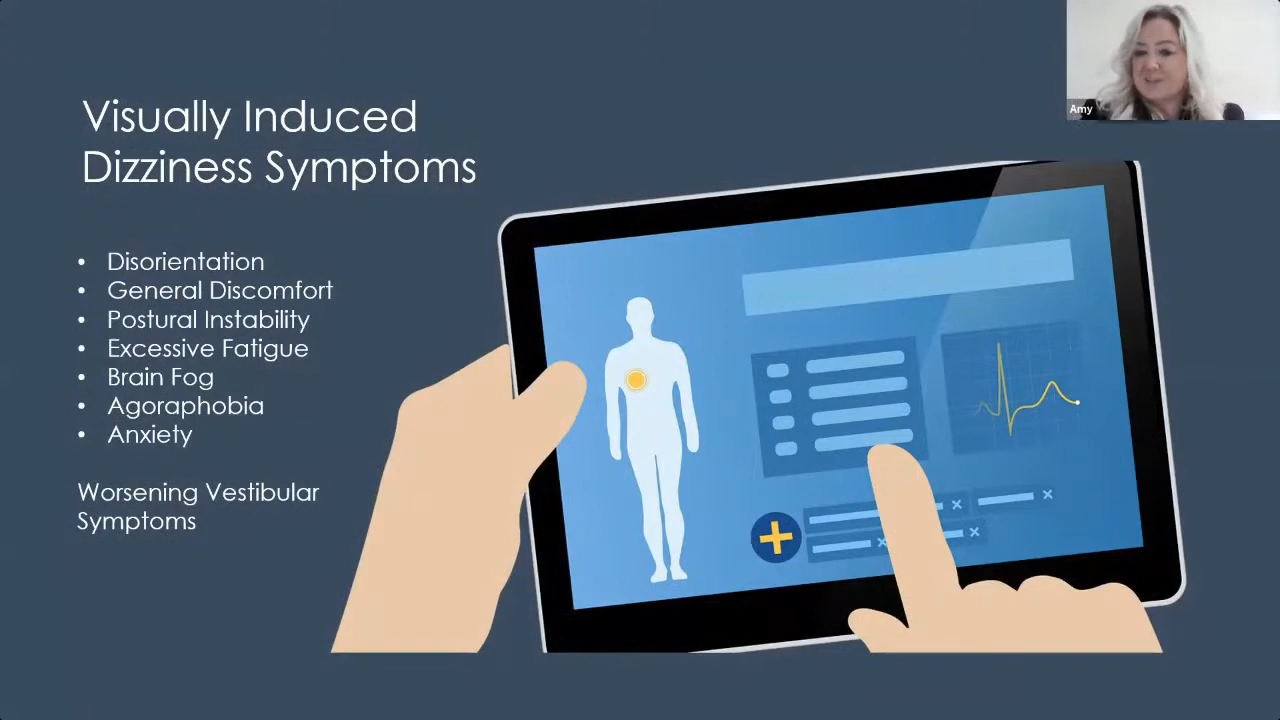 Visually Induced
Dizziness Symptoms
• Disorientation
• General Discomfort
• Postural Instability
• Excessive Fatigue
• Brain Fog
• Agoraphobia
• Anxiety
Worsening Vestibular
Symptoms
Amy